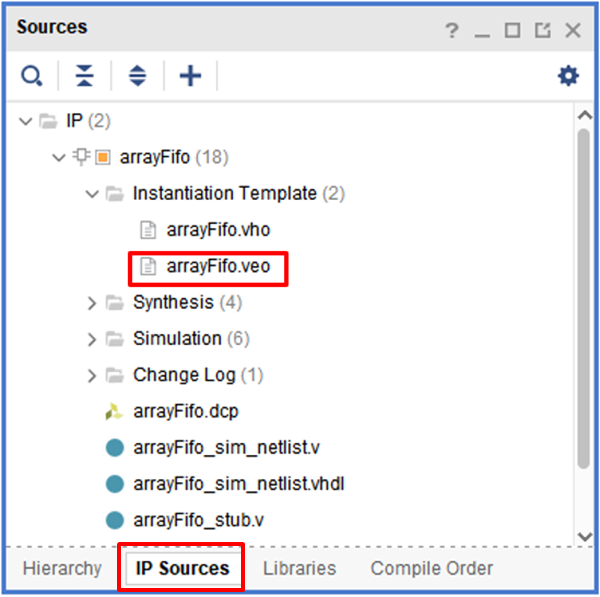 Sources
IP (2)
arrayFifo (18)
Instantiation Template (2)
arrayFifo.vho
arrayFifo.veo
Synthesis (4)
Simulation (6)
Change Log (1)
arrayFifo.dcp
arrayFifo_sim_netlist.v
arrayFifo_sim_netlist.vhdl
arrayFifo_stub.v
Hierarchy IP Sources Libraries Compile Order